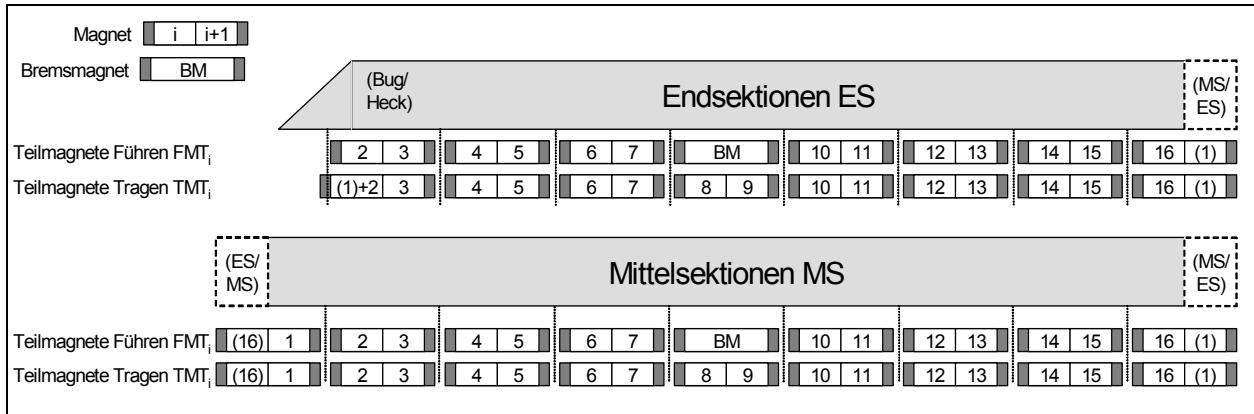 Magnet i i+1
Bremsmagnet BM
(Bug/
Heck)
Endsektionen ES
(MS/
ES)
Teilmagnete Führen FMTi 2 3 4 5 6 7 BM 10 11 12 13 14 15 16 (1)
Teilmagnete Tragen TMTi (1)+2 3 4 5 6 7 8 9 10 11 12 13 14 15 16 (1)
(ES/
MS)
Mittelsektionen MS
(MS/
ES)
Teilmagnete Führen FMTi (16) 1 2 3 4 5 6 7 BM 10 11 12 13 14 15 16 (1)
Teilmagnete Tragen TMTi (16) 1 2 3 4 5 6 7 8 9 10 11 12 13 14 15 16 (1)